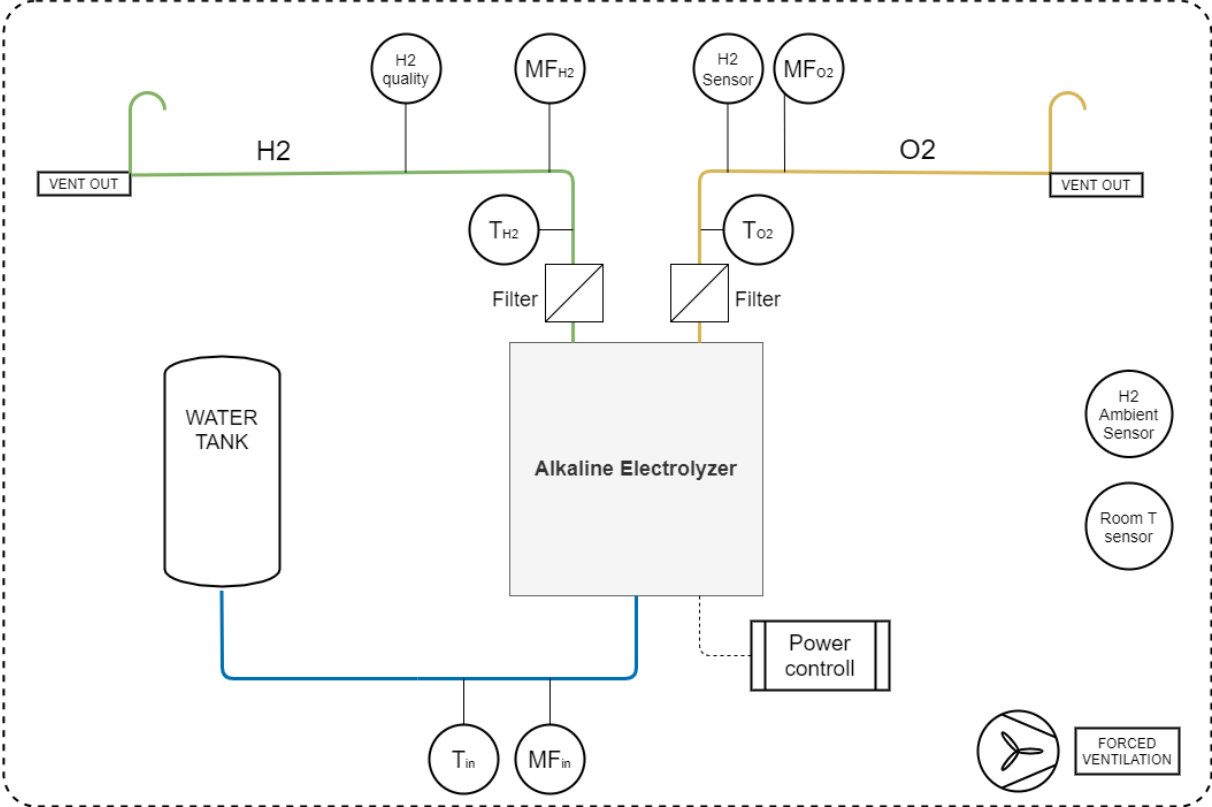 H2
quality
MFH2
H2
Sensor
MFO2
H2
O2
VENT OUT
VENT OUT
TH2
TO2
Filter
Filter
WATER
TANK
Alkaline Electrolyzer
H2
Ambient
Sensor
Room T
sensor
Power
controll
Tin
MFin
FORCED
VENTILATION